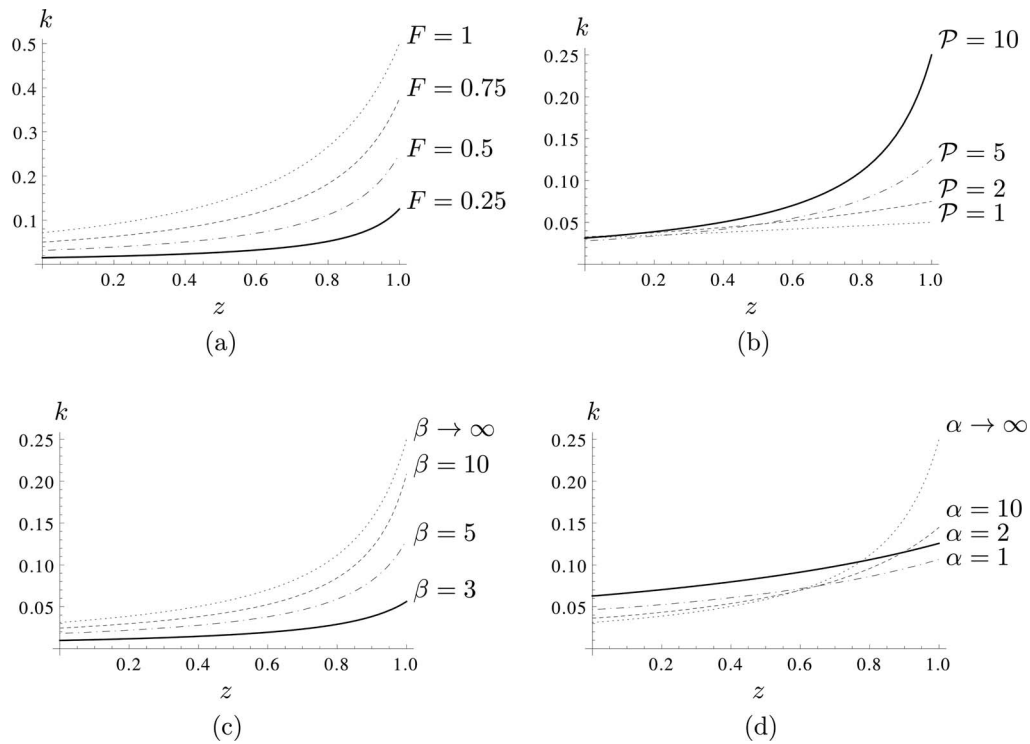 k
0.5
0.4
0.3
0.2
0.1
0.2 0.4 0.6 0.8 1.0
z
F = 1
F = 0.75
F = 0.5
F = 0.25
(a)
k
0.25
0.20
0.15
0.10
0.05
0.2 0.4 0.6 0.8 1.0
z
𝒫 = 10
𝒫 = 5
𝒫 = 2
𝒫 = 1
(b)
k
0.25
0.20
0.15
0.10
0.05
0.2 0.4 0.6 0.8 1.0
z
β → ∞
β = 10
β = 5
β = 3
(c)
k
0.25
0.20
0.15
0.10
0.05
0.2 0.4 0.6 0.8 1.0
z
α → ∞
α = 10
α = 2
α = 1
(d)